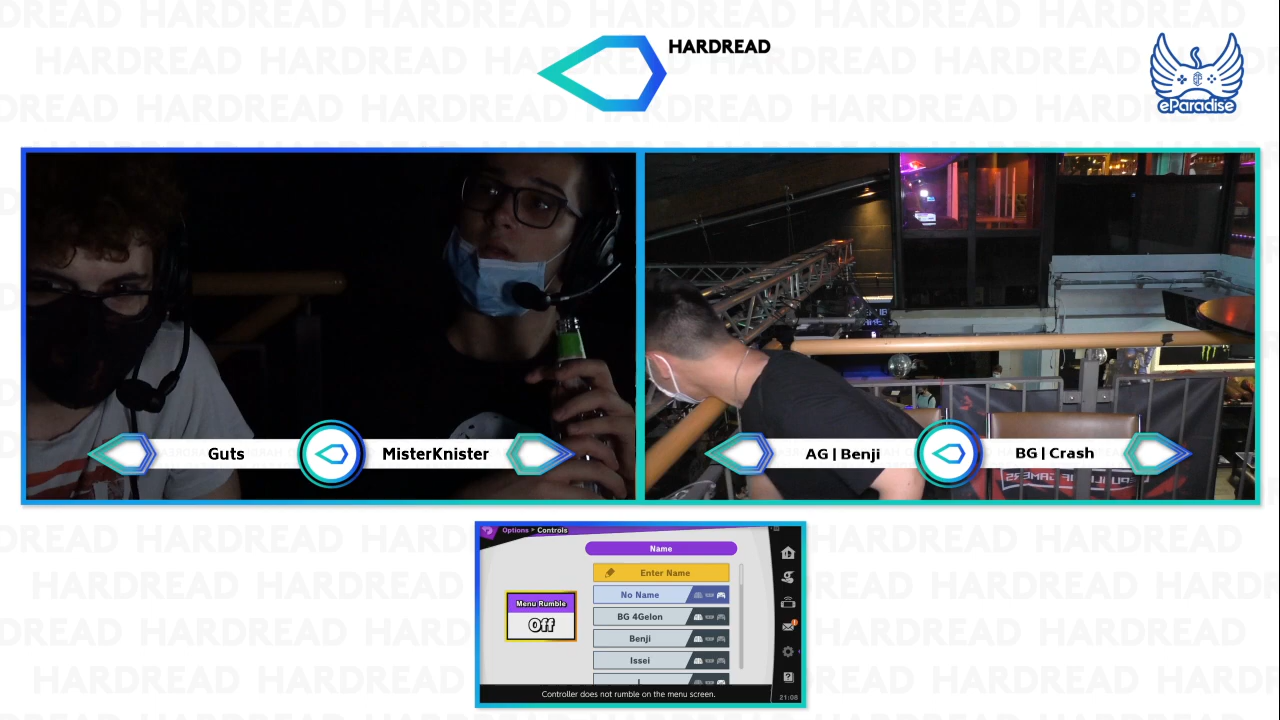 HARDREAD
eParadise
Guts
MisterKnister
AG | Benji
BG | Crash
Options > Controls
Name
Enter Name
No Name
BG 4Gelon
Benji
Issei
Menu Rumble
Off
Controller does not rumble on the menu screen.
21:08